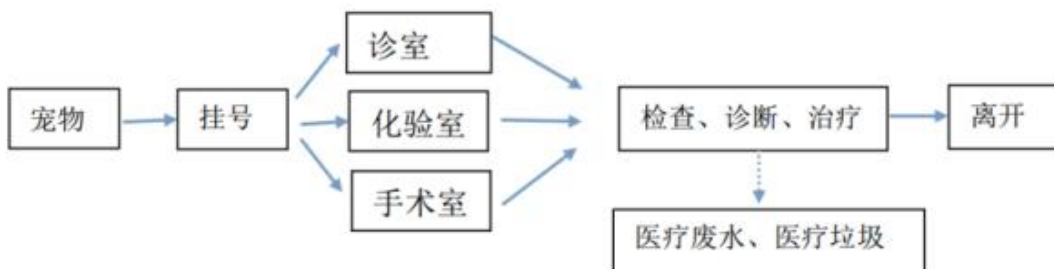 宠物
挂号
诊室
化验室
手术室
检查、诊断、治疗
离开
医疗废水、医疗垃圾